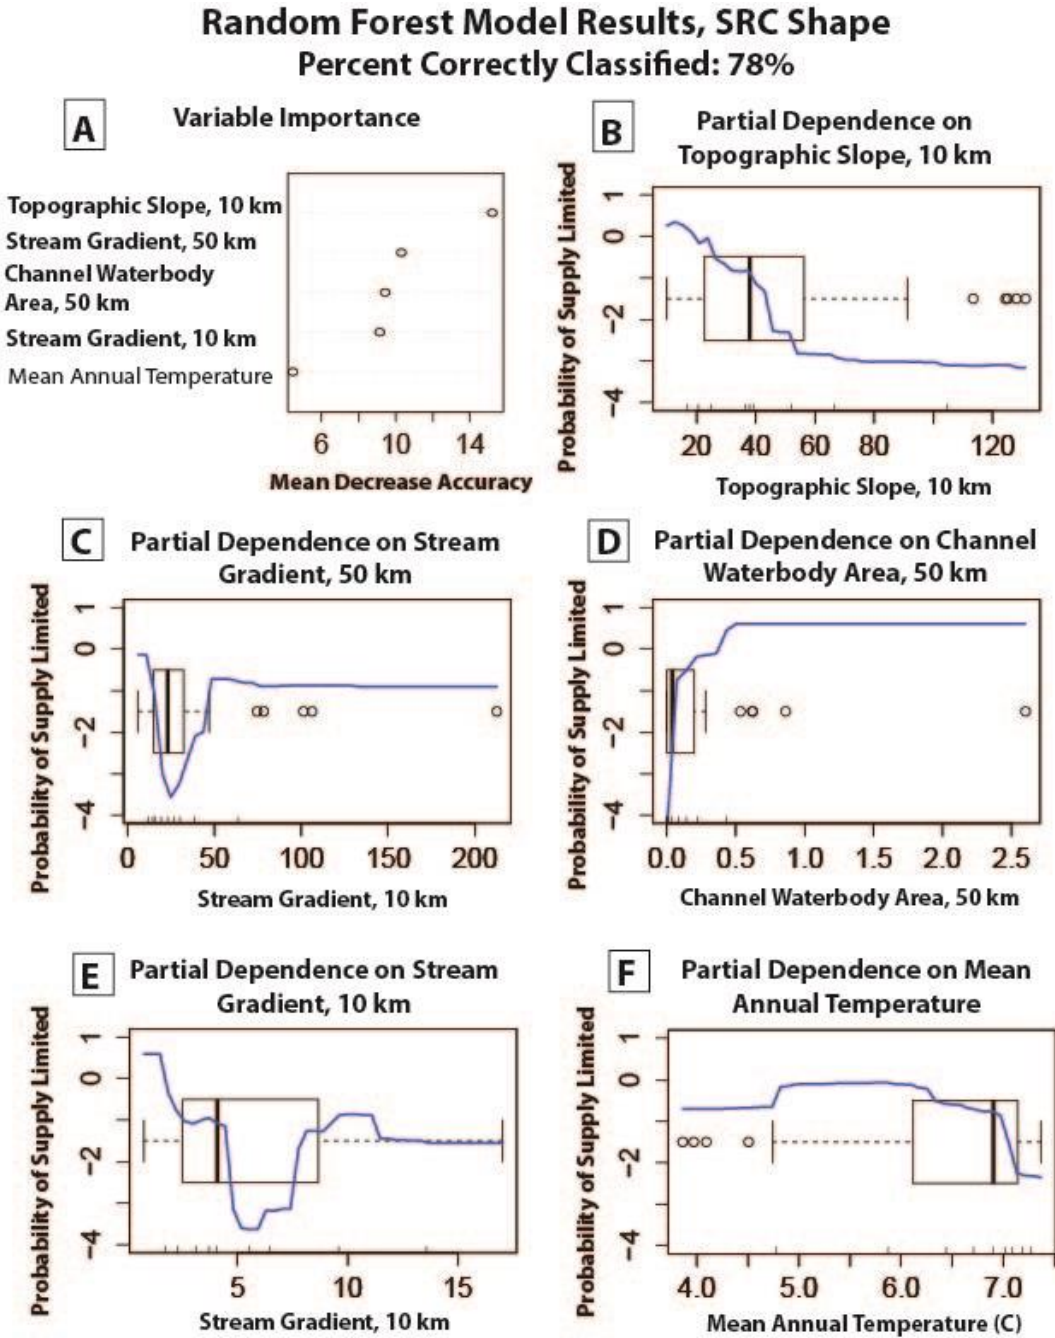 Random Forest Model Results, SRC Shape
Percent Correctly Classified: 78%
A
Variable Importance
Topographic Slope, 10 km
Stream Gradient, 50 km
Channel Waterbody
Area, 50 km
Stream Gradient, 10 km
Mean Annual Temperature
6 10 14
Mean Decrease Accuracy
B
Partial Dependence on
Topographic Slope, 10 km
Probability of Supply Limited
1
0
−2
−4
20 40 60 80 120
Topographic Slope, 10 km
C
Partial Dependence on Stream
Gradient, 50 km
Probability of Supply Limited
1
0
−2
−4
0 50 100 150 200
Stream Gradient, 10 km
D
Partial Dependence on Channel
Waterbody Area, 50 km
Probability of Supply Limited
1
0
−2
−4
0.0 0.5 1.0 1.5 2.0 2.5
Channel Waterbody Area, 50 km
E
Partial Dependence on Stream
Gradient, 10 km
Probability of Supply Limited
1
0
−2
−4
5 10 15
Stream Gradient, 10 km
F
Partial Dependence on Mean
Annual Temperature
Probability of Supply Limited
1
0
−2
−4
4.0 5.0 6.0 7.0
Mean Annual Temperature (C)